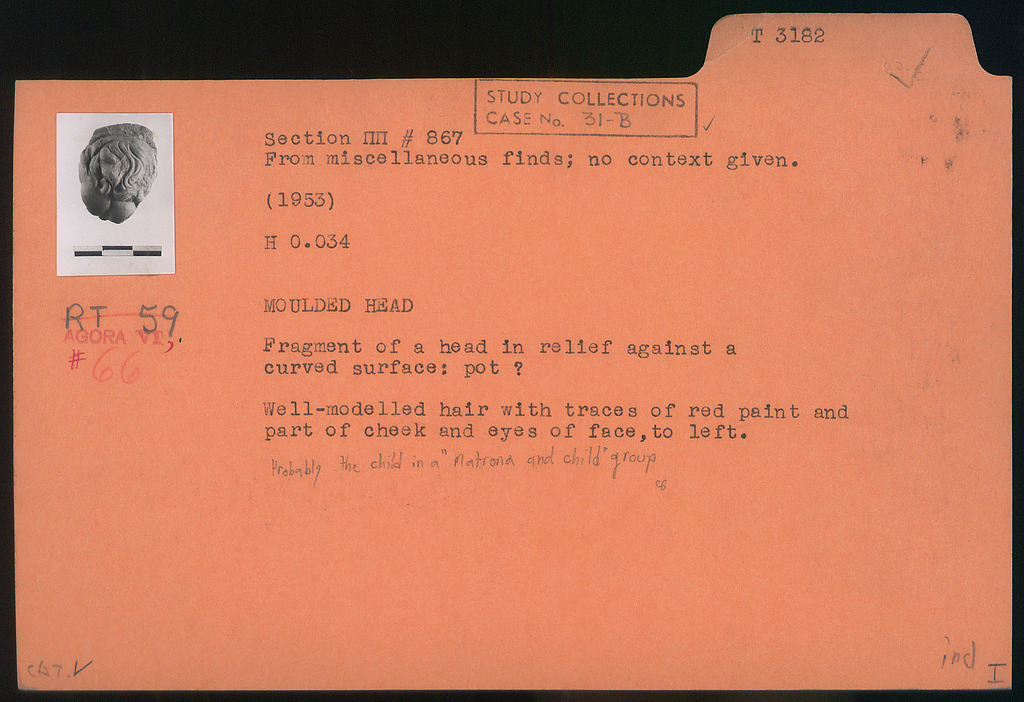 T 3182
STUDY COLLECTIONS
CASE No. 31-B
Section ΠΠ # 867
From miscellaneous finds; no context given.
(1953)
H 0.034
RT 59
AGORA VI,
# 66
MOULDED HEAD
Fragment of a head in relief against a
curved surface: pot ?
Well-modelled hair with traces of red paint and
part of cheek and eyes of face, to left.
Probably the child in a "Matrona and child" group
CAT. ✓
ind
I